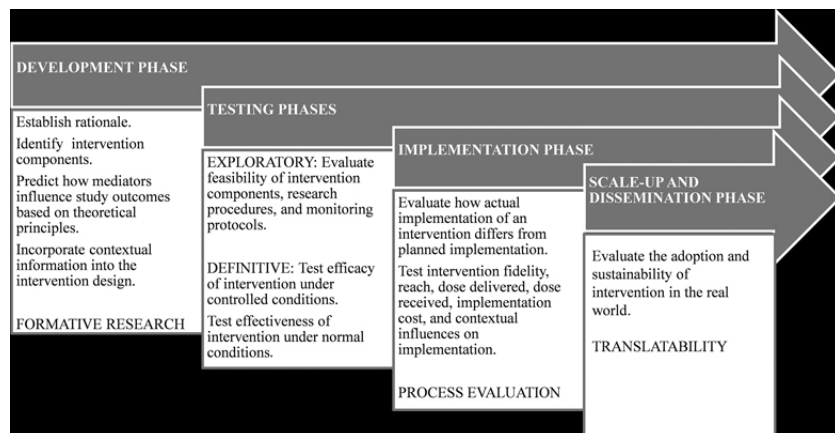 DEVELOPMENT PHASE
Establish rationale.
Identify intervention
components.
Predict how mediators
influence study outcomes
based on theoretical
principles.
Incorporate contextual
information into the
intervention design.
FORMATIVE RESEARCH
TESTING PHASES
EXPLORATORY: Evaluate
feasibility of intervention
components, research
procedures, and monitoring
protocols.
DEFINITIVE: Test efficacy
of intervention under
controlled conditions.
Test effectiveness of
intervention under normal
conditions.
IMPLEMENTATION PHASE
Evaluate how actual
implementation of an
intervention differs from
planned implementation.
Test intervention fidelity,
reach, dose delivered, dose
received, implementation
cost, and contextual
influences on
implementation.
PROCESS EVALUATION
SCALE-UP AND
DISSEMINATION PHASE
Evaluate the adoption and
sustainability of
intervention in the real
world.
TRANSLATABILITY